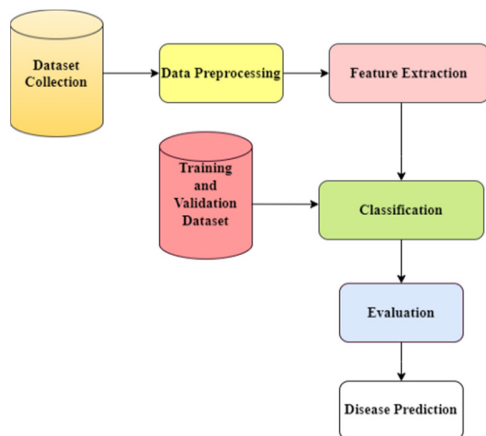 Dataset
Collection
Data Preprocessing
Feature Extraction
Training
and
Validation
Dataset
Classification
Evaluation
Disease Prediction